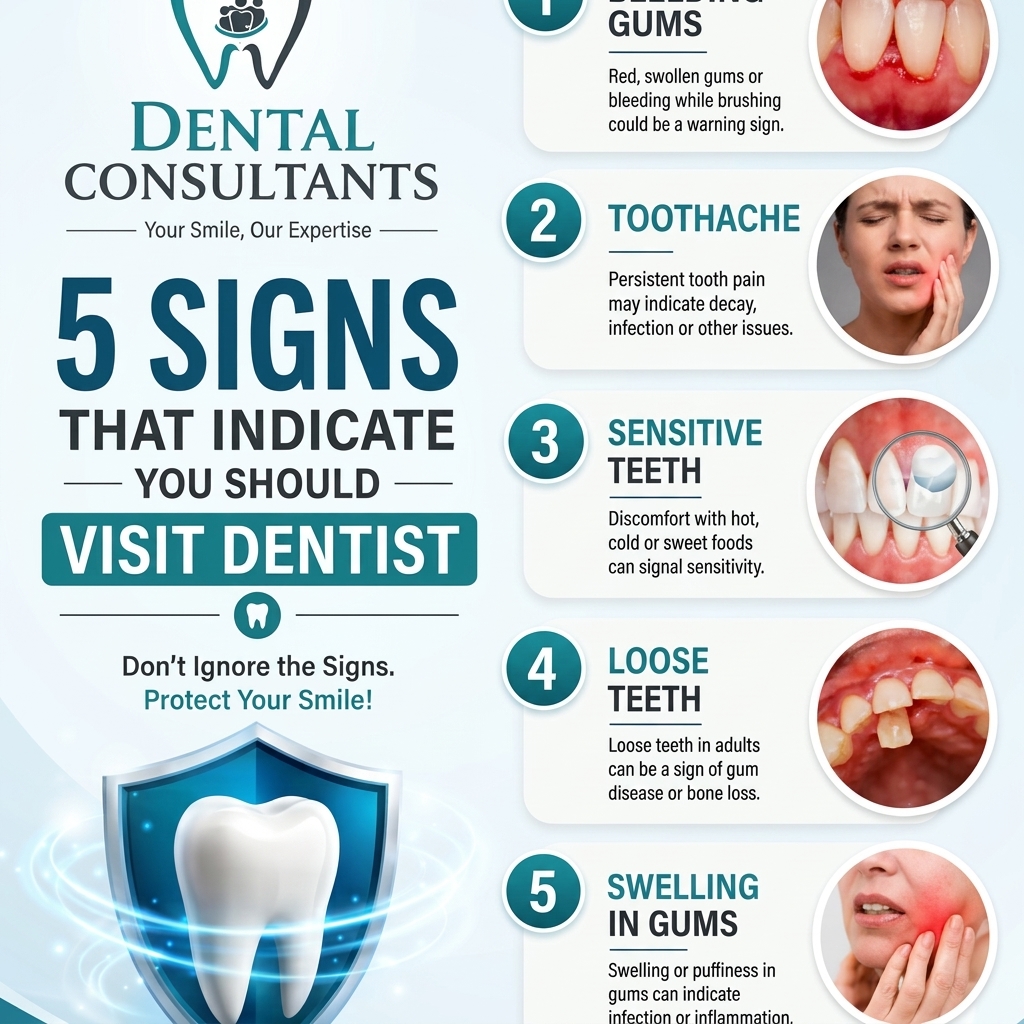 DENTAL
CONSULTANTS
Your Smile, Our Expertise
5 SIGNS
THAT INDICATE
YOU SHOULD
VISIT DENTIST
Don't Ignore the Signs.
Protect Your Smile!
1
BLEEDING
GUMS
Red, swollen gums or
bleeding while brushing
could be a warning sign.
2
TOOTHACHE
Persistent tooth pain
may indicate decay,
infection or other issues.
3
SENSITIVE
TEETH
Discomfort with hot,
cold or sweet foods
can signal sensitivity.
4
LOOSE
TEETH
Loose teeth in adults
can be a sign of gum
disease or bone loss.
5
SWELLING
IN GUMS
Swelling or puffiness in
gums can indicate
infection or inflammation.